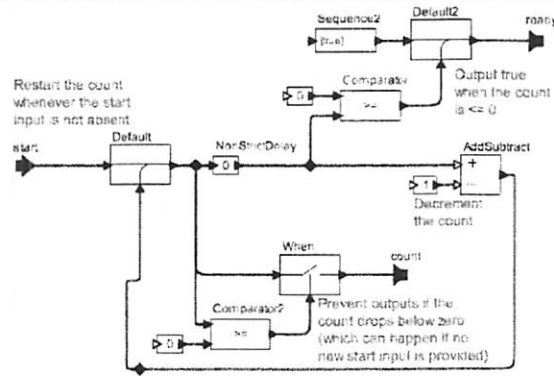 Sequence2
Default2
ready
{true}
Restart the count
whenever the start
input is not absent.
Comparator
Output true
when the count
is <= 0.
0
>=
start
Default
NonStrictDelay
0
AddSubtract
+
1
−
Decrement
the count
When
count
Comparator2
>=
0
Prevent outputs if the
count drops below zero
(which can happen if no
new start input is provided)